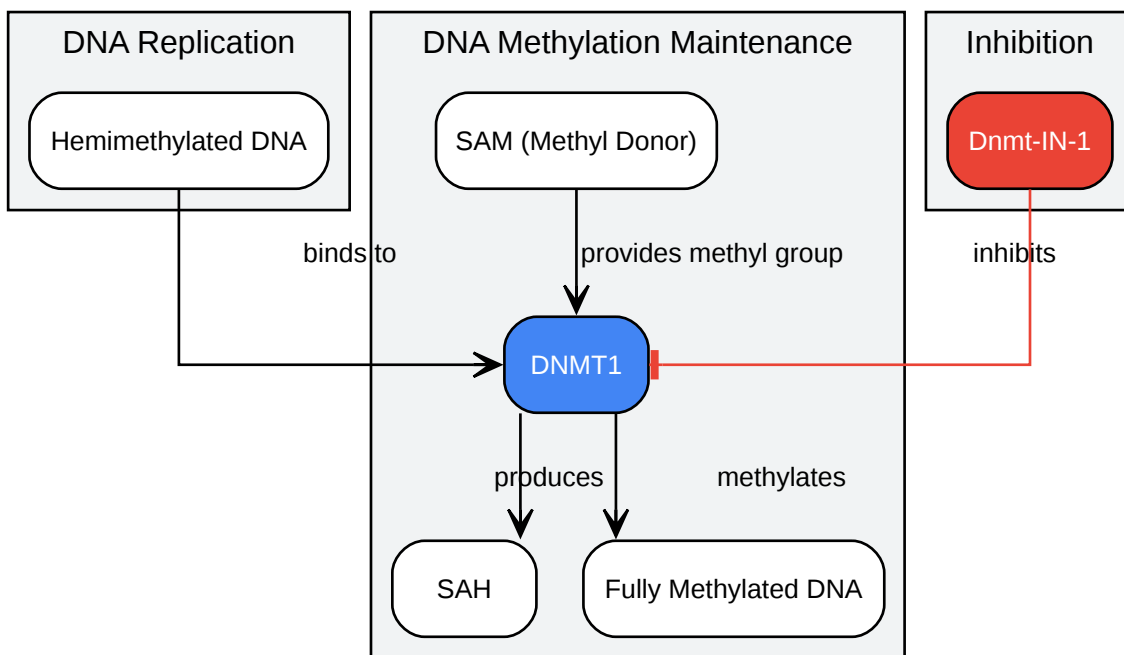 DNA Replication
DNA Methylation Maintenance
Inhibition
Hemimethylated DNA
SAM (Methyl Donor)
Dnmt-IN-1
binds to
provides methyl group
inhibits
DNMT1
produces
methylates
SAH
Fully Methylated DNA